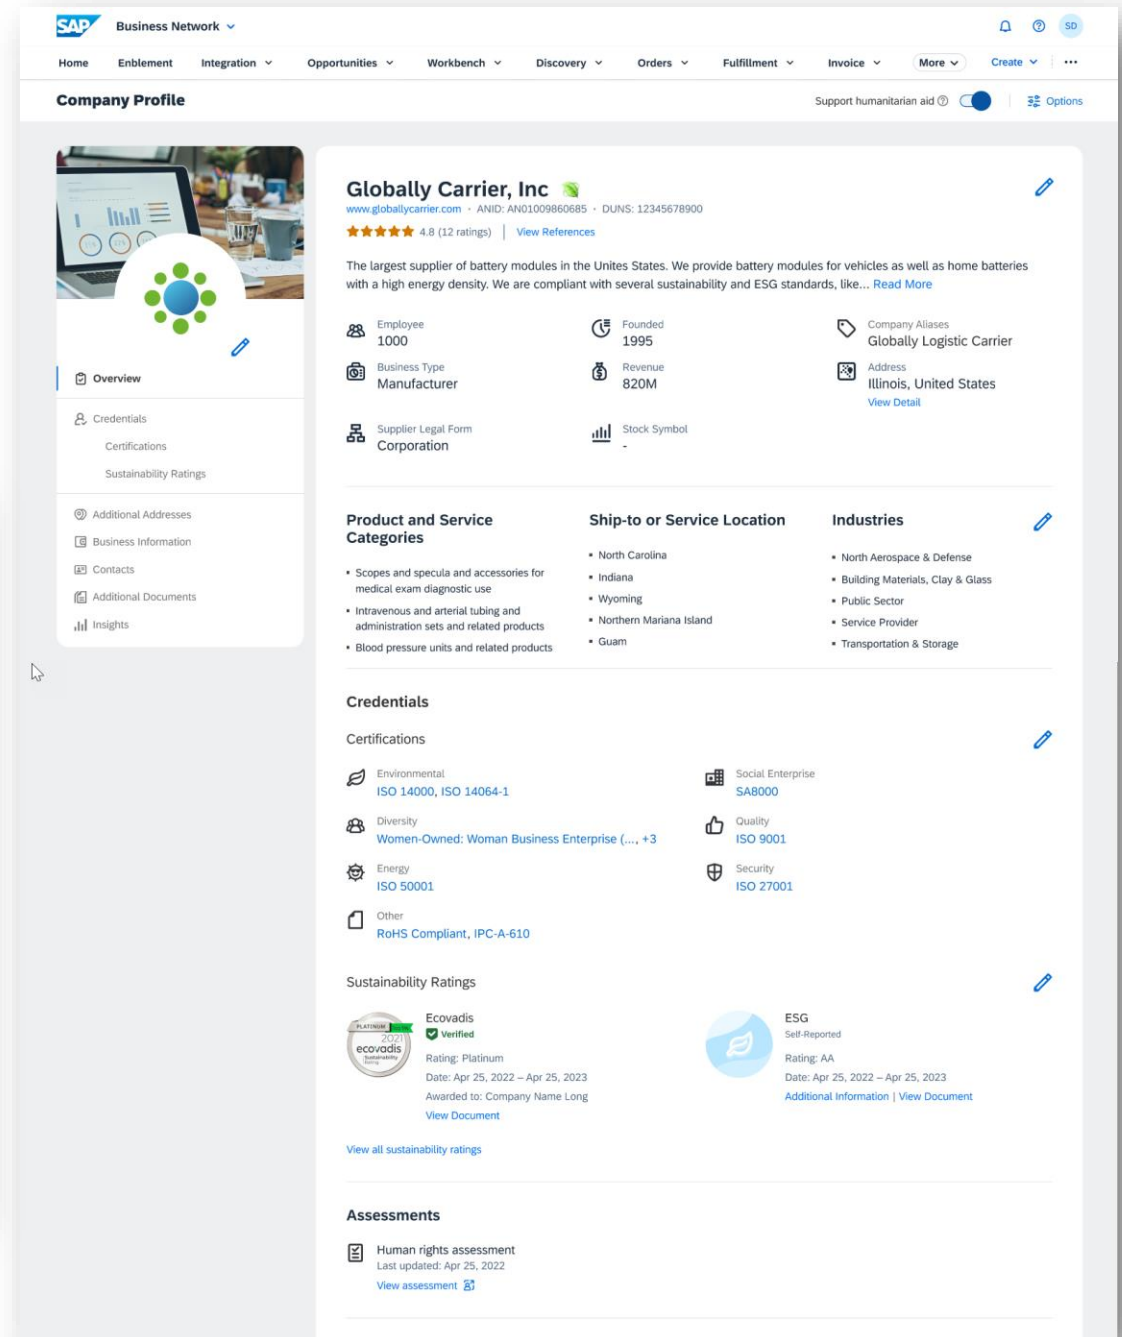 SAP Business Network
SD
Home Enablement Integration Opportunities Workbench Discovery Orders Fulfillment Invoice More Create
Company Profile
Support humanitarian aid
Options
Overview
Credentials
Certifications
Sustainability Ratings
Additional Addresses
Business Information
Contacts
Additional Documents
Insights
Globally Carrier, Inc
www.globallycarrier.com · ANID: AN01009860685 · DUNS: 12345678900
4.8 (12 ratings) | View References
The largest supplier of battery modules in the Unites States. We provide battery modules for vehicles as well as home batteries
with a high energy density. We are compliant with several sustainability and ESG standards, like... Read More
Employee
1000
Founded
1995
Company Aliases
Globally Logistic Carrier
Business Type
Manufacturer
Revenue
820M
Address
Illinois, United States
View Detail
Supplier Legal Form
Corporation
Stock Symbol
-
Product and Service
Categories
▪ Scopes and specula and accessories for
medical exam diagnostic use
▪ Intravenous and arterial tubing and
administration sets and related products
▪ Blood pressure units and related products
Ship-to or Service Location
▪ North Carolina
▪ Indiana
▪ Wyoming
▪ Northern Mariana Island
▪ Guam
Industries
▪ North Aerospace & Defense
▪ Building Materials, Clay & Glass
▪ Public Sector
▪ Service Provider
▪ Transportation & Storage
Credentials
Certifications
Environmental
ISO 14000, ISO 14064-1
Social Enterprise
SA8000
Diversity
Women-Owned: Woman Business Enterprise (..., +3
Quality
ISO 9001
Energy
ISO 50001
Security
ISO 27001
Other
RoHS Compliant, IPC-A-610
Sustainability Ratings
PLATINUM
2021
ecovadis
Sustainability
Rating
Ecovadis
Verified
Rating: Platinum
Date: Apr 25, 2022 – Apr 25, 2023
Awarded to: Company Name Long
View Document
ESG
Self-Reported
Rating: AA
Date: Apr 25, 2022 – Apr 25, 2023
Additional Information | View Document
View all sustainability ratings
Assessments
Human rights assessment
Last updated: Apr 25, 2022
View assessment